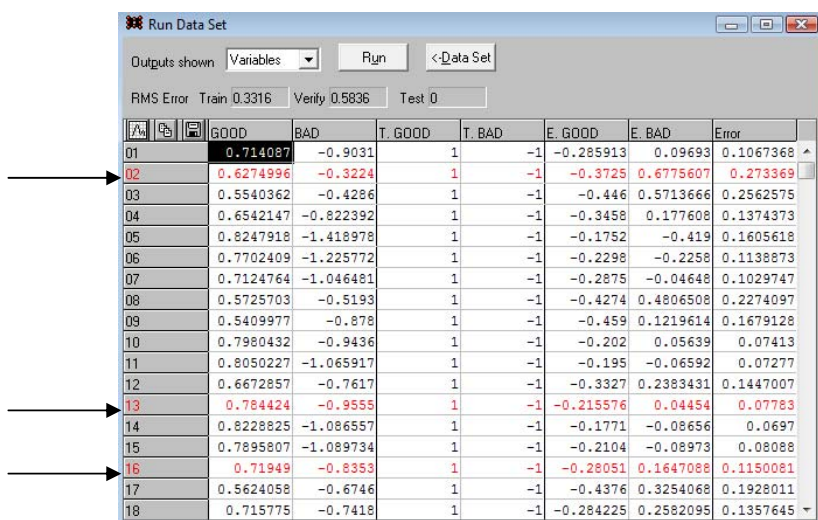 Run Data Set
Outputs shown Variables Run <-Data Set
RMS Error Train 0.3316 Verify 0.5836 Test 0
GOOD BAD T. GOOD T. BAD E. GOOD E. BAD Error
01 0.714087 -0.9031 1 -1 -0.285913 0.09693 0.1067368
02 0.6274996 -0.3224 1 -1 -0.3725 0.6775607 0.273369
03 0.5540362 -0.4286 1 -1 -0.446 0.5713666 0.2562575
04 0.6542147 -0.822392 1 -1 -0.3458 0.177608 0.1374373
05 0.8247918 -1.418978 1 -1 -0.1752 -0.419 0.1605618
06 0.7702409 -1.225772 1 -1 -0.2298 -0.2258 0.1138873
07 0.7124764 -1.046481 1 -1 -0.2875 -0.04648 0.1029747
08 0.5725703 -0.5193 1 -1 -0.4274 0.4806508 0.2274097
09 0.5409977 -0.878 1 -1 -0.459 0.1219614 0.1679128
10 0.7980432 -0.9436 1 -1 -0.202 0.05639 0.07413
11 0.8050227 -1.065917 1 -1 -0.195 -0.06592 0.07277
12 0.6672857 -0.7617 1 -1 -0.3327 0.2383431 0.1447007
13 0.784424 -0.9555 1 -1 -0.215576 0.04454 0.07783
14 0.8228825 -1.086557 1 -1 -0.1771 -0.08656 0.0697
15 0.7895807 -1.089734 1 -1 -0.2104 -0.08973 0.08088
16 0.71949 -0.8353 1 -1 -0.28051 0.1647088 0.1150081
17 0.5624058 -0.6746 1 -1 -0.4376 0.3254068 0.1928011
18 0.715775 -0.7418 1 -1 -0.284225 0.2582095 0.1357645